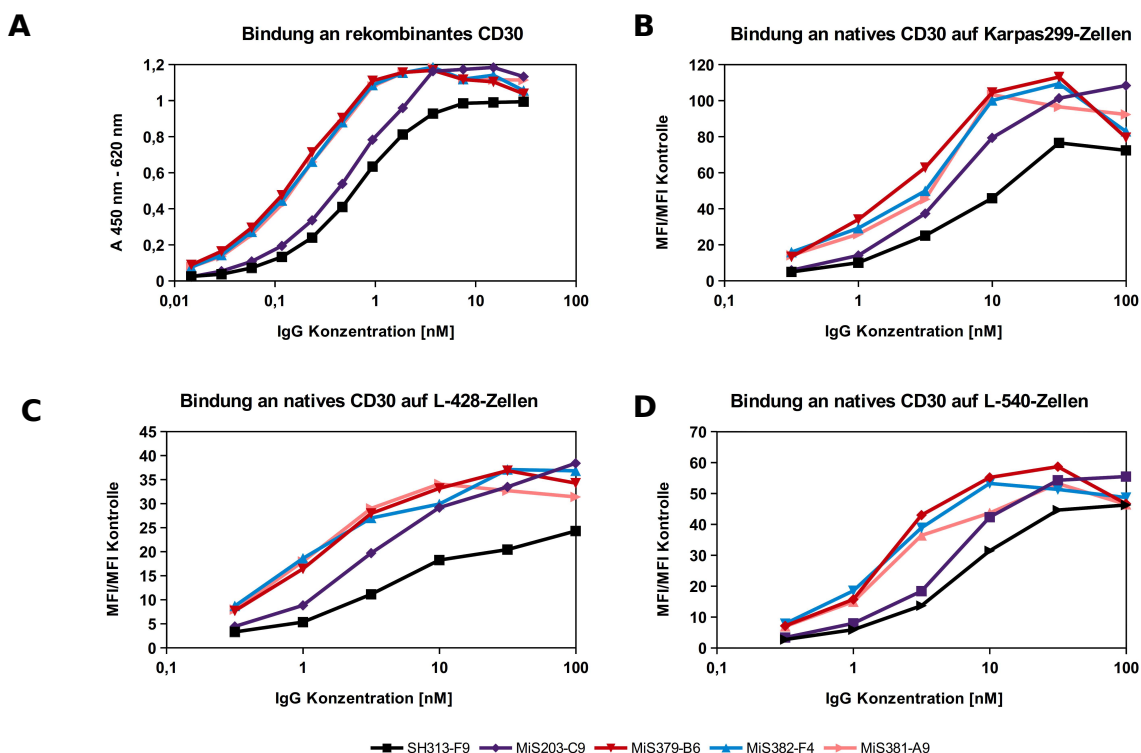 A
Bindung an rekombinantes CD30
1,2
1
0,8
0,6
0,4
0,2
0
A 450 nm - 620 nm
0,01
0,1
1
10
100
IgG Konzentration [nM]
B
Bindung an natives CD30 auf Karpas299-Zellen
120
100
80
60
40
20
0
MFI/MFI Kontrolle
0,1
1
10
100
IgG Konzentration [nM]
C
Bindung an natives CD30 auf L-428-Zellen
45
40
35
30
25
20
15
10
5
0
MFI/MFI Kontrolle
0,1
1
10
100
IgG Konzentration [nM]
D
Bindung an natives CD30 auf L-540-Zellen
70
60
50
40
30
20
10
0
MFI/MFI Kontrolle
0,1
1
10
100
IgG Konzentration [nM]
SH313-F9 MiS203-C9 MiS379-B6 MiS382-F4 MiS381-A9